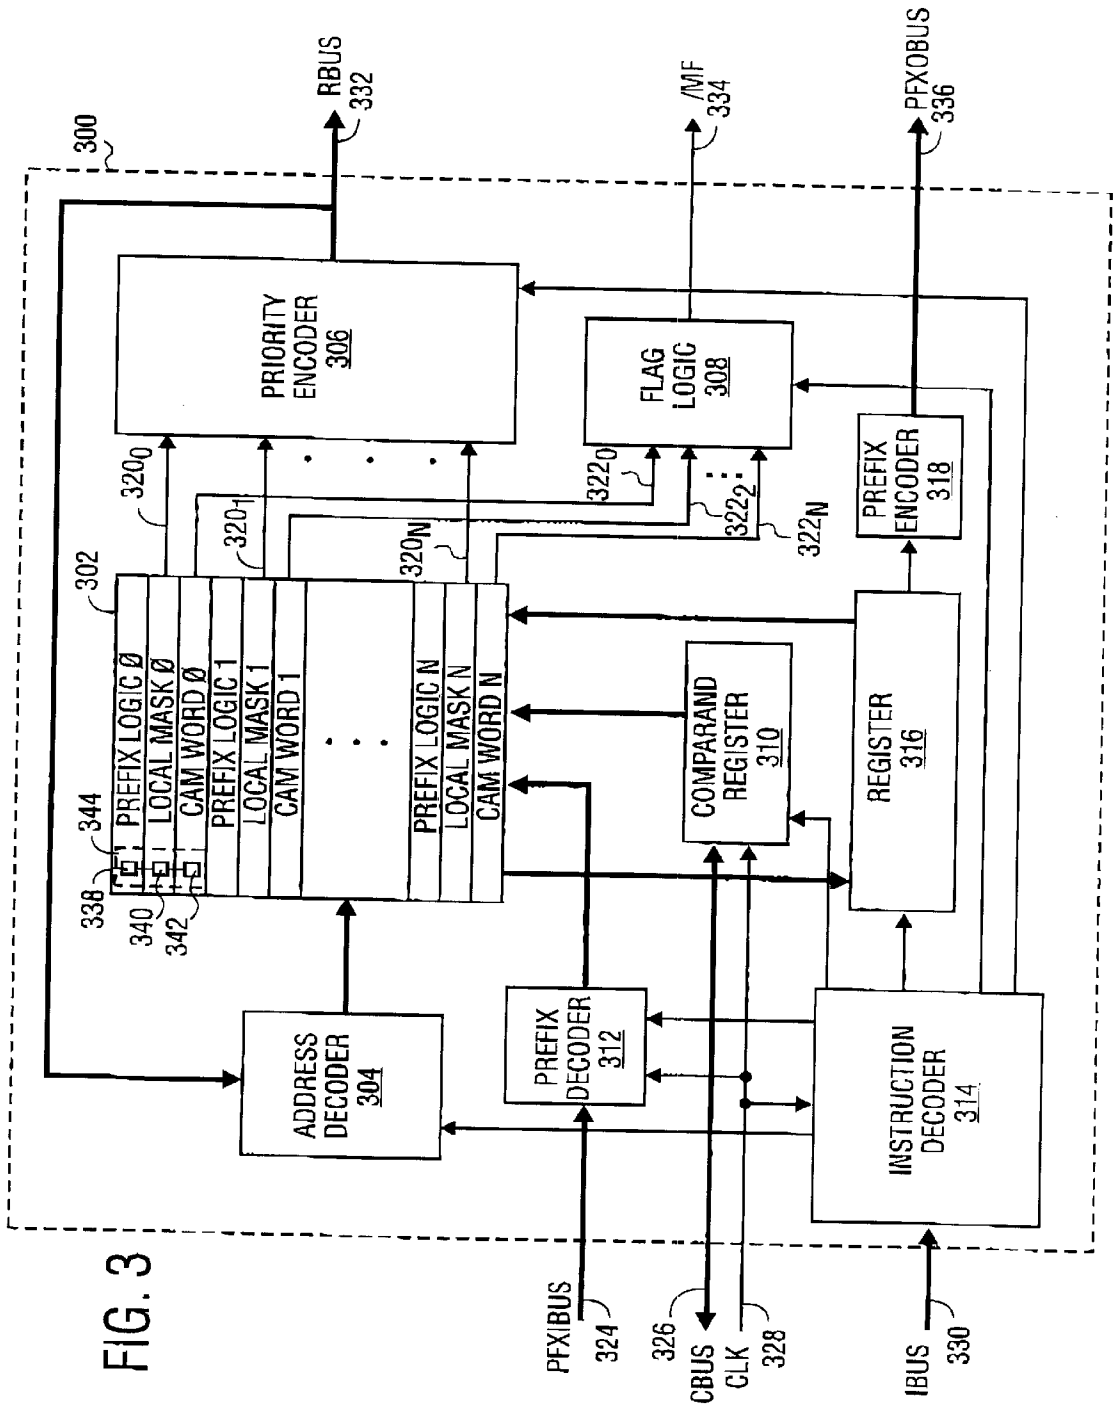 FIG. 3
300
RBUS
332
/MF
334
PFXOBUS
336
PRIORITY
ENCODER
306
FLAG
LOGIC
308
PREFIX
ENCODER
318
320₀
320₁
320N
322₀
322₂
322N
302
PREFIX LOGIC Ø
LOCAL MASK Ø
CAM WORD Ø
PREFIX LOGIC 1
LOCAL MASK 1
CAM WORD 1
PREFIX LOGIC N
LOCAL MASK N
CAM WORD N
344
338
340
342
COMPARAND
REGISTER
310
REGISTER
316
ADDRESS
DECODER
304
PREFIX
DECODER
312
INSTRUCTION
DECODER
314
PFXIBUS
324
326
CBUS
CLK
328
IBUS
330